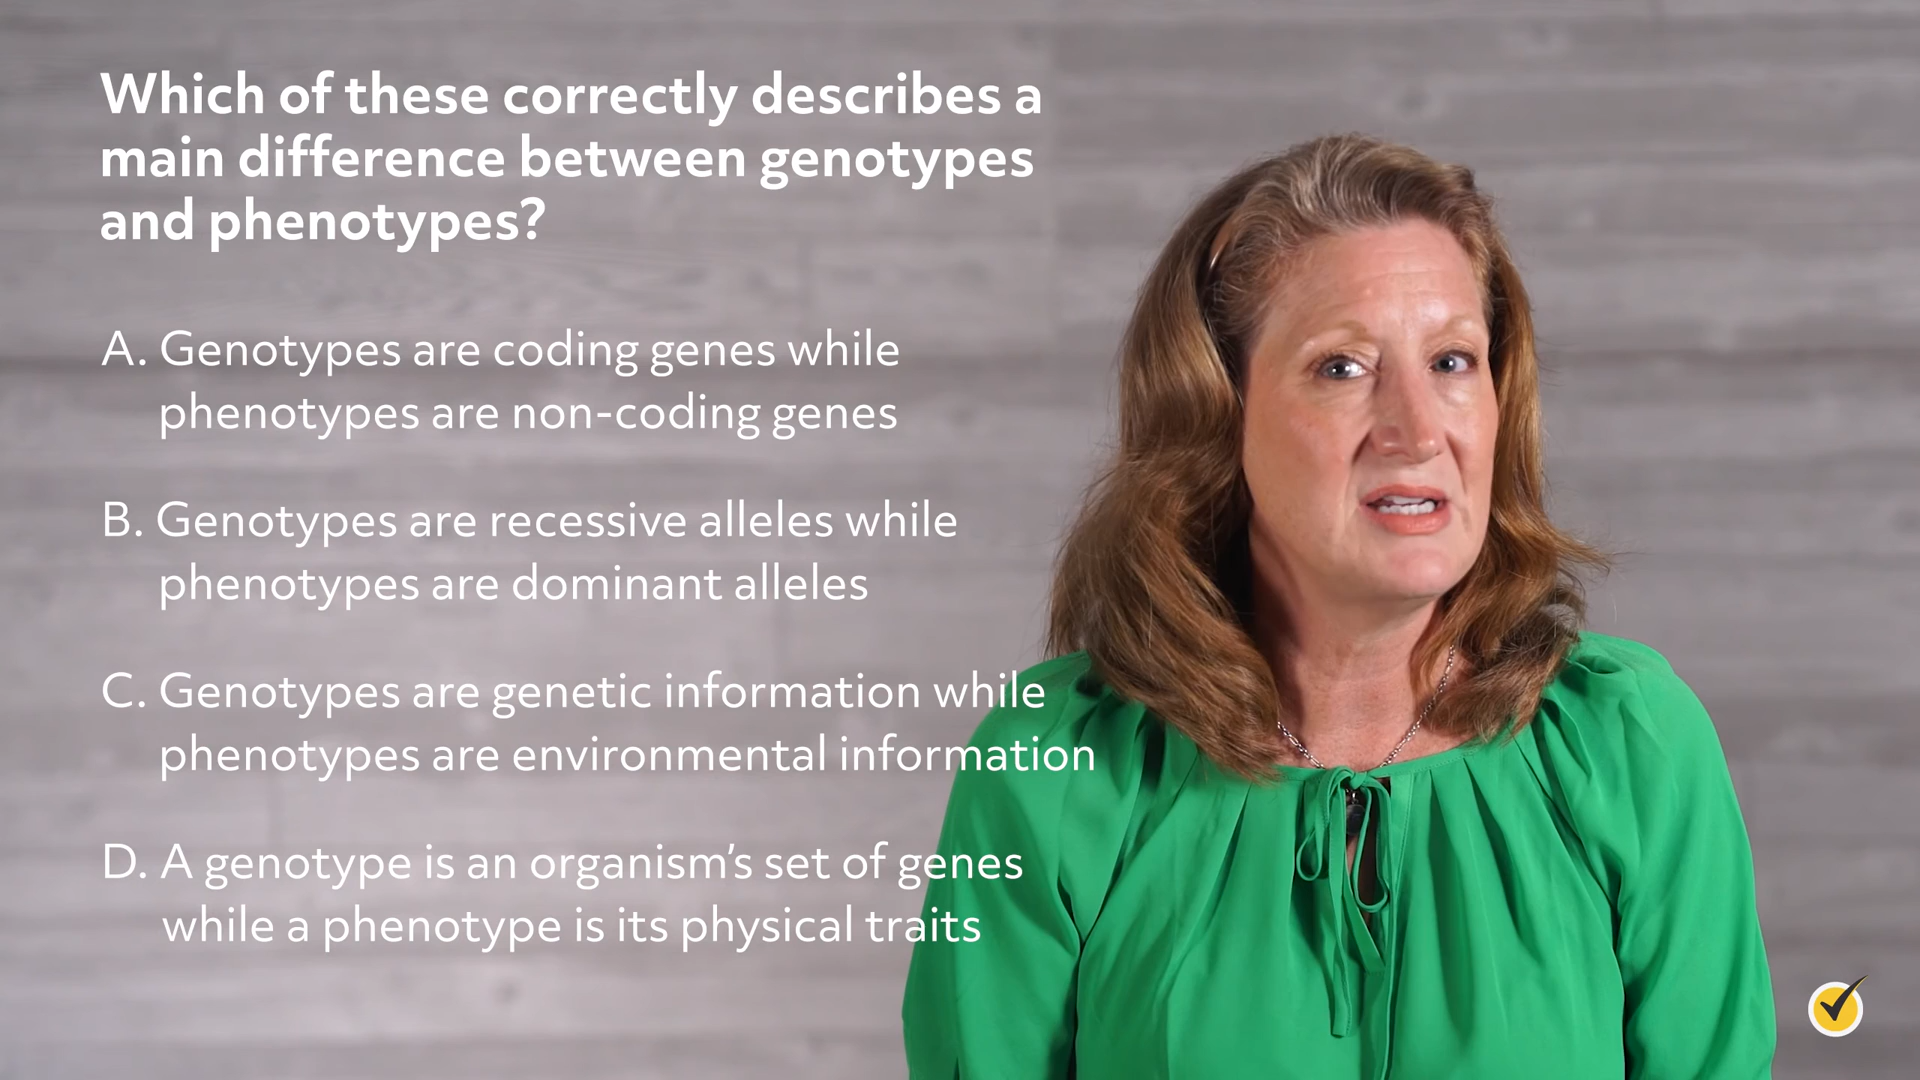 Which of these correctly describes a
main difference between genotypes
and phenotypes?
A. Genotypes are coding genes while
phenotypes are non-coding genes
B. Genotypes are recessive alleles while
phenotypes are dominant alleles
C. Genotypes are genetic information while
phenotypes are environmental information
D. A genotype is an organism’s set of genes
while a phenotype is its physical traits